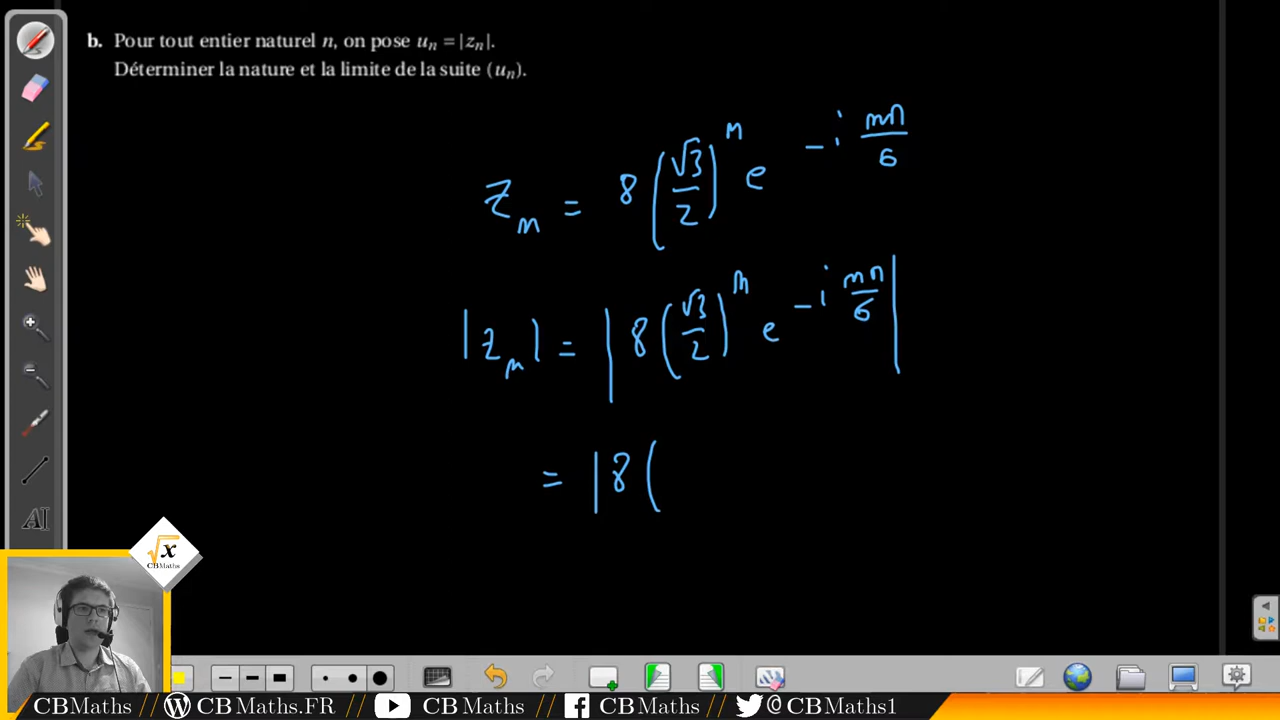 b. Pour tout entier naturel n, on pose uₙ = |zₙ|.
Déterminer la nature et la limite de la suite (uₙ).
zₙ = 8(√3/2)ⁿ e^(-i nπ/6)
|zₙ| = |8(√3/2)ⁿ e^(-i nπ/6)|
= |8(
AI
√x
CBMaths
CBMaths CBMaths.FR CBMaths CBMaths @CBMaths1